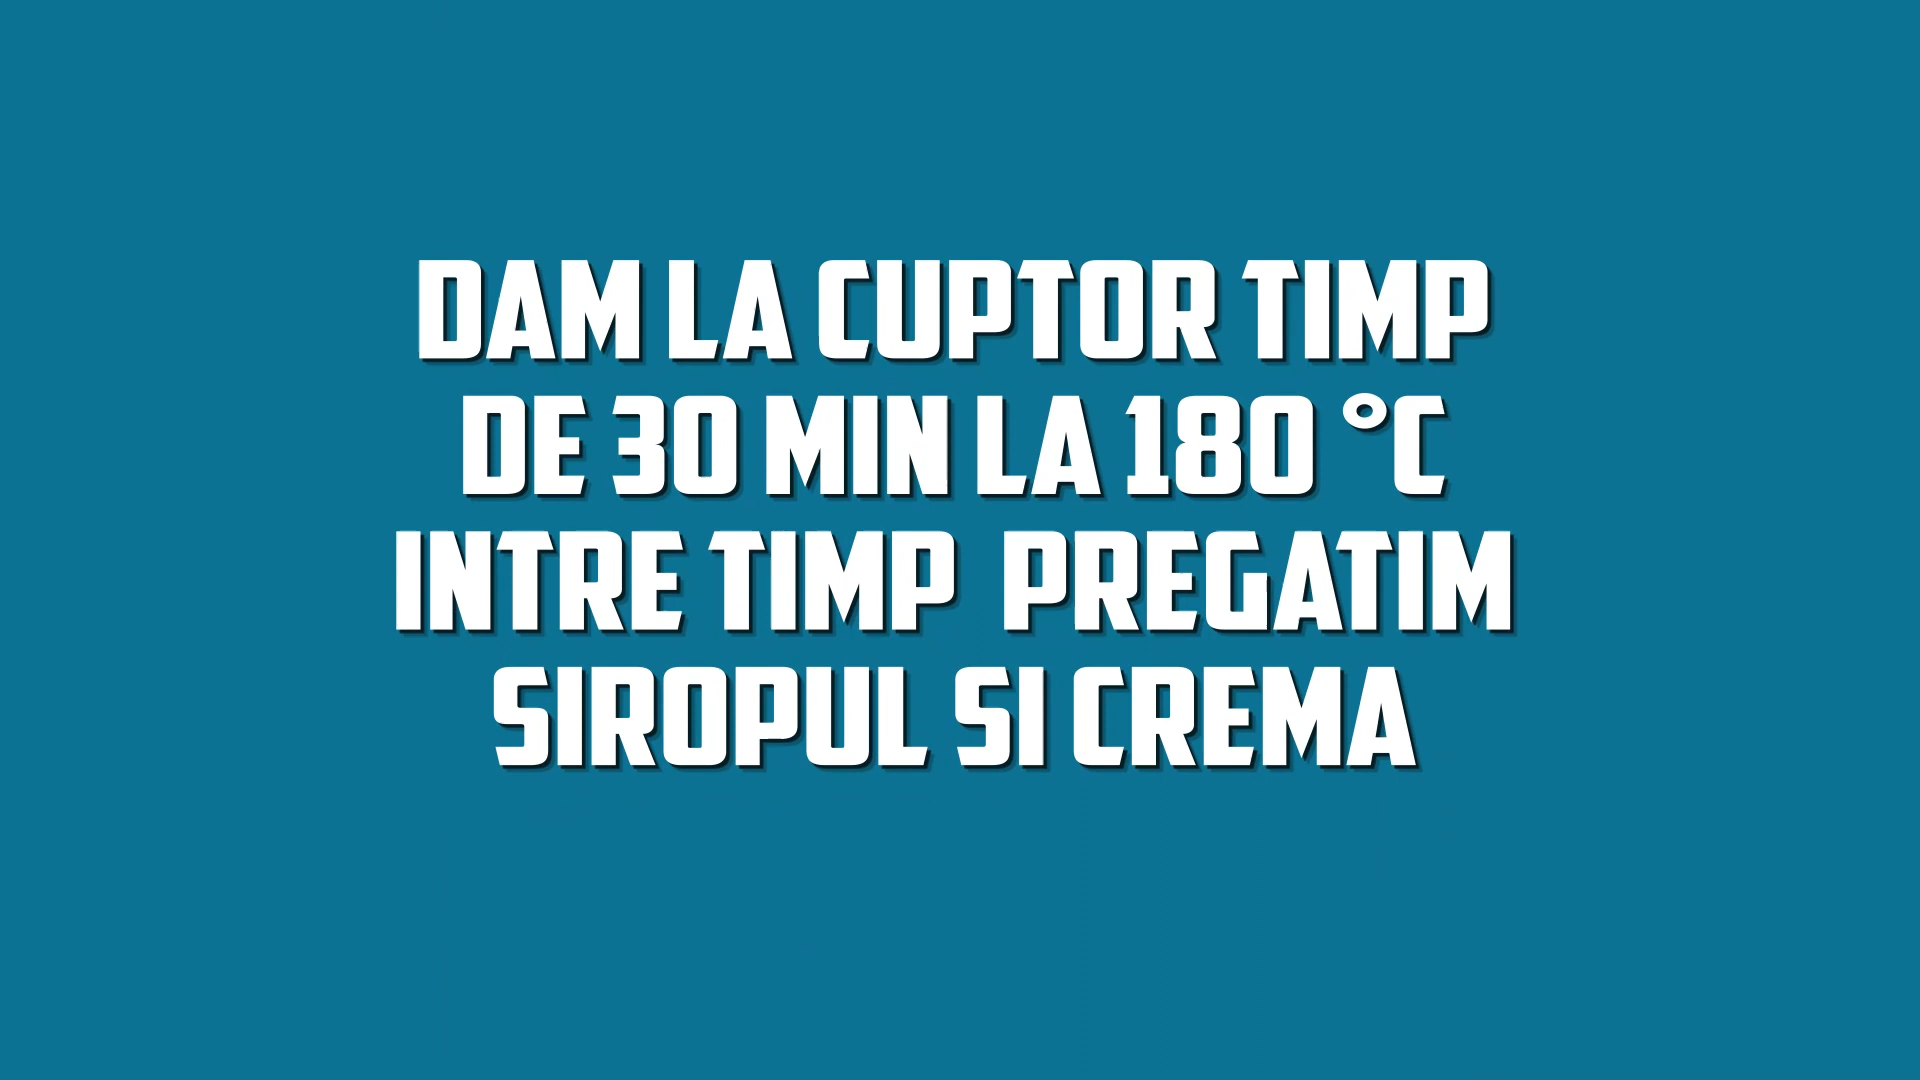 DAM LA CUPTOR TIMP
DE 30 MIN LA 180 °C
INTRE TIMP  PREGATIM
SIROPUL SI CREMA